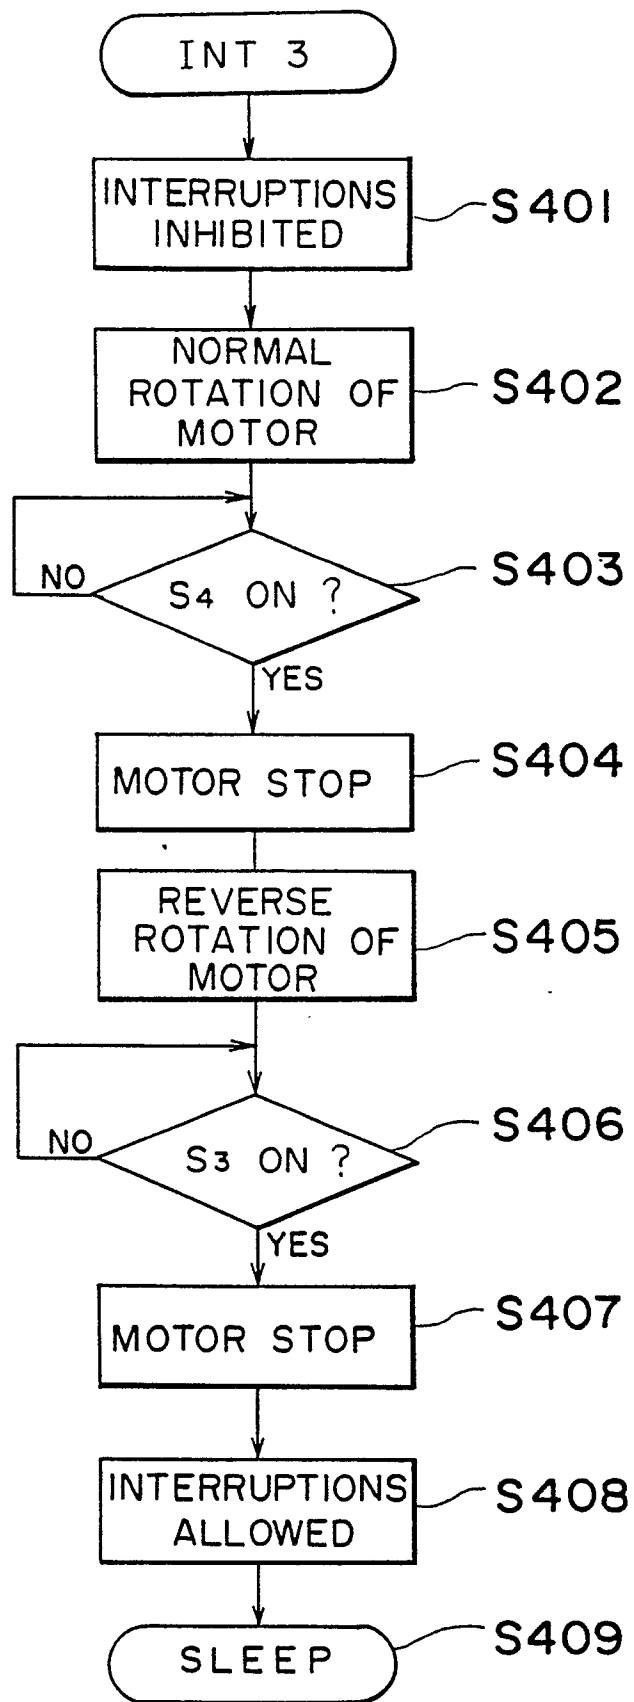 INT 3
INTERRUPTIONS
INHIBITED
S401
NORMAL
ROTATION OF
MOTOR
S402
S4 ON ?
S403
NO
YES
MOTOR STOP
S404
REVERSE
ROTATION OF
MOTOR
S405
S3 ON ?
S406
NO
YES
MOTOR STOP
S407
INTERRUPTIONS
ALLOWED
S408
SLEEP
S409